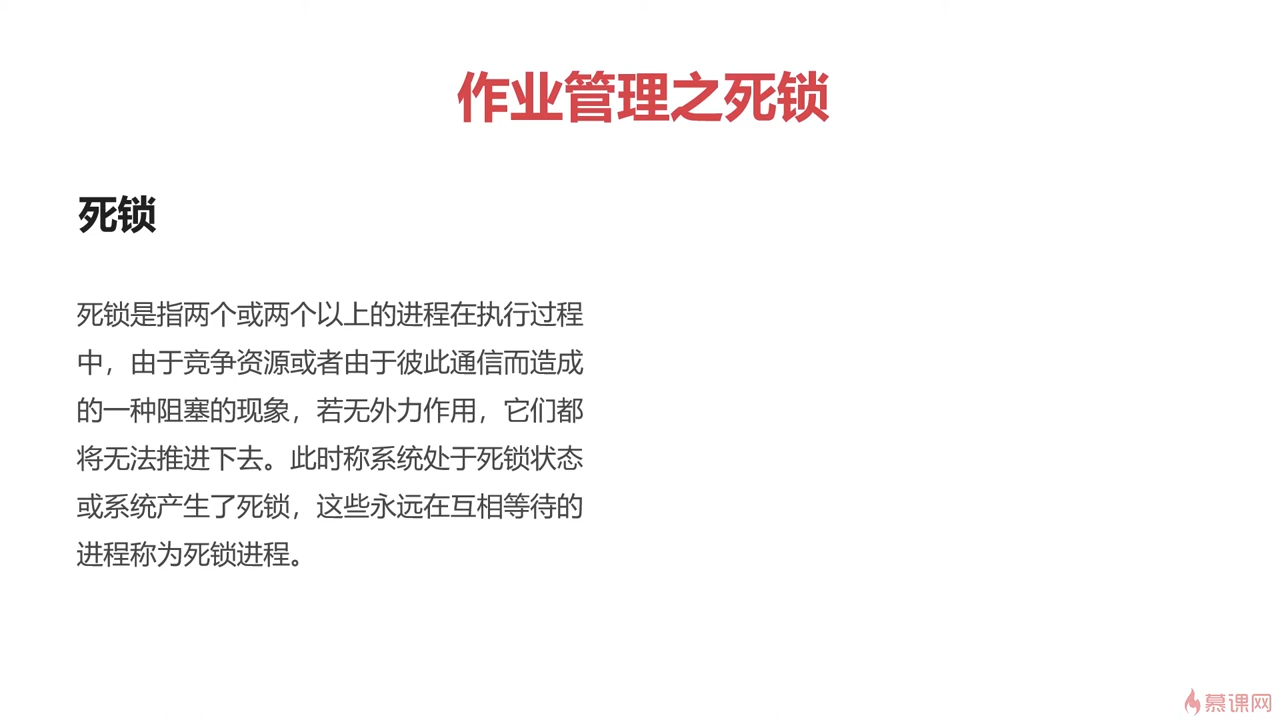 作业管理之死锁
死锁
死锁是指两个或两个以上的进程在执行过程
中，由于竞争资源或者由于彼此通信而造成
的一种阻塞的现象，若无外力作用，它们都
将无法推进下去。此时称系统处于死锁状态
或系统产生了死锁，这些永远在互相等待的
进程称为死锁进程。
慕课网